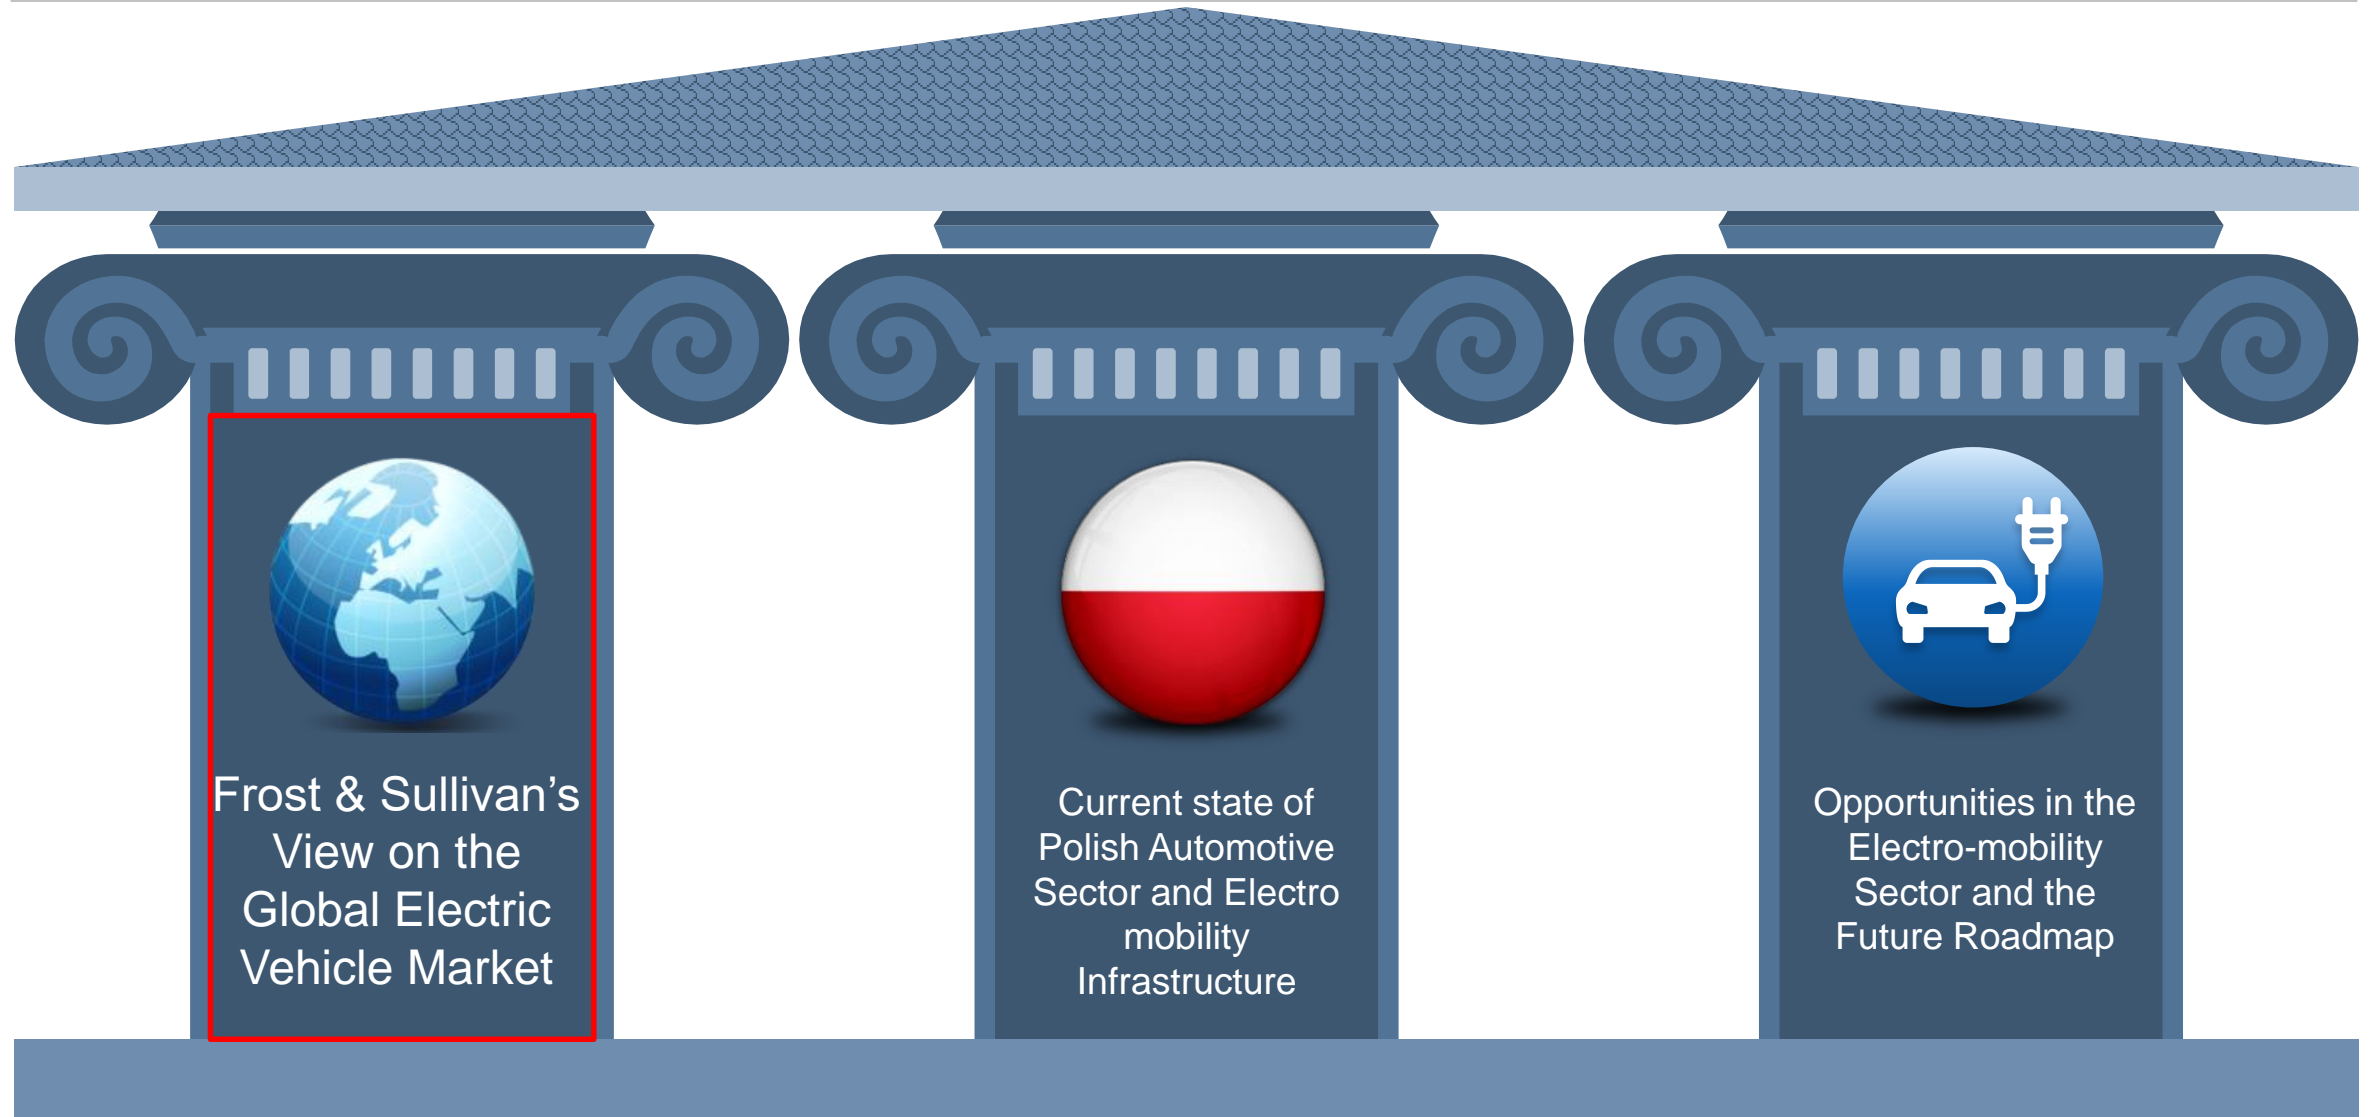 Frost & Sullivan’s
View on the
Global Electric
Vehicle Market
Current state of
Polish Automotive
Sector and Electro
mobility
Infrastructure
Opportunities in the
Electro-mobility
Sector and the
Future Roadmap